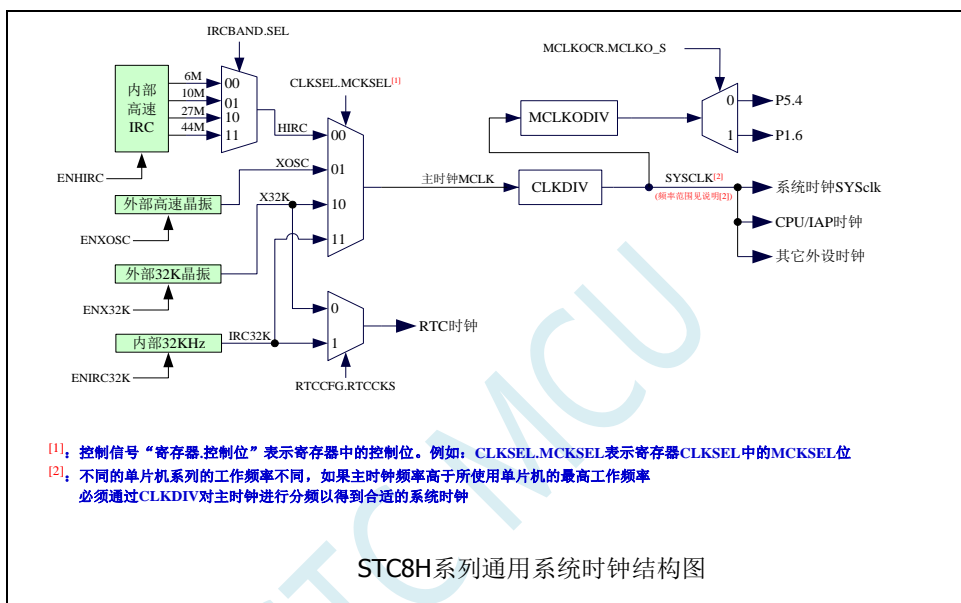 IRCBAND.SEL
MCLKOCR.MCLKO_S
CLKSEL.MCKSEL[1]
内部
高速
IRC
6M
10M
27M
44M
00
01
10
11
HIRC
ENHIRC
XOSC
外部高速晶振
ENXOSC
X32K
外部32K晶振
ENX32K
内部32KHz
IRC32K
ENIRC32K
00
01
10
11
主时钟MCLK
CLKDIV
MCLKODIV
0
1
P5.4
P1.6
SYSCLK[2]
(频率范围见说明[2])
系统时钟SYSclk
CPU/IAP时钟
其它外设时钟
0
1
RTC时钟
RTCCFG.RTCCKS
[1]：控制信号“寄存器.控制位”表示寄存器中的控制位。例如：CLKSEL.MCKSEL表示寄存器CLKSEL中的MCKSEL位
[2]：不同的单片机系列的工作频率不同，如果主时钟频率高于所使用单片机的最高工作频率
必须通过CLKDIV对主时钟进行分频以得到合适的系统时钟
STC8H系列通用系统时钟结构图
STC MCU